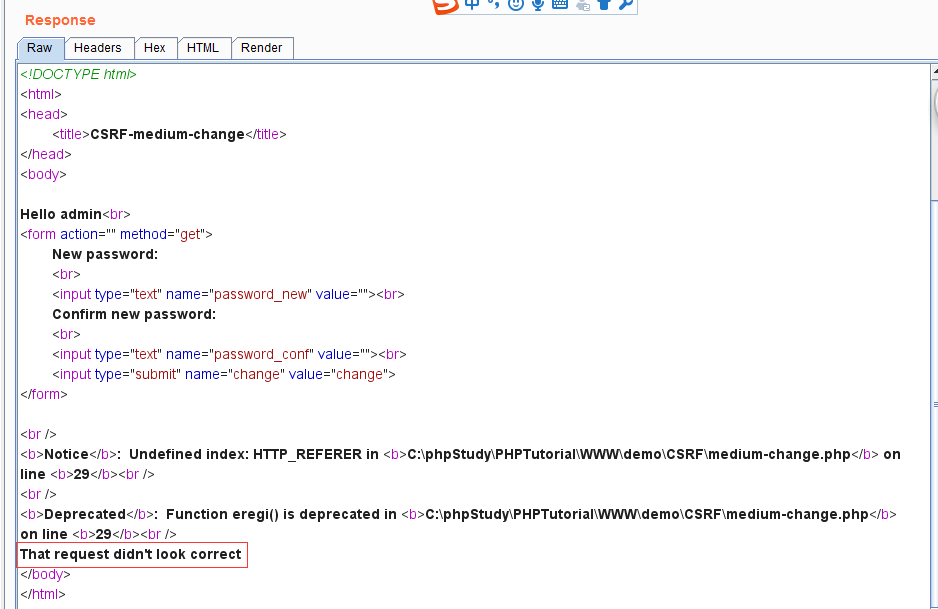 中
Response
Raw Headers Hex HTML Render
<!DOCTYPE html>
<html>
<head>
<title>CSRF-medium-change</title>
</head>
<body>
Hello admin<br>
<form action="" method="get">
New password:
<br>
<input type="text" name="password_new" value=""><br>
Confirm new password:
<br>
<input type="text" name="password_conf" value=""><br>
<input type="submit" name="change" value="change">
</form>
<br />
<b>Notice</b>:  Undefined index: HTTP_REFERER in <b>C:\phpStudy\PHPTutorial\WWW\demo\CSRF\medium-change.php</b> on
line <b>29</b><br />
<br />
<b>Deprecated</b>:  Function eregi() is deprecated in <b>C:\phpStudy\PHPTutorial\WWW\demo\CSRF\medium-change.php</b>
on line <b>29</b><br />
That request didn't look correct
</body>
</html>